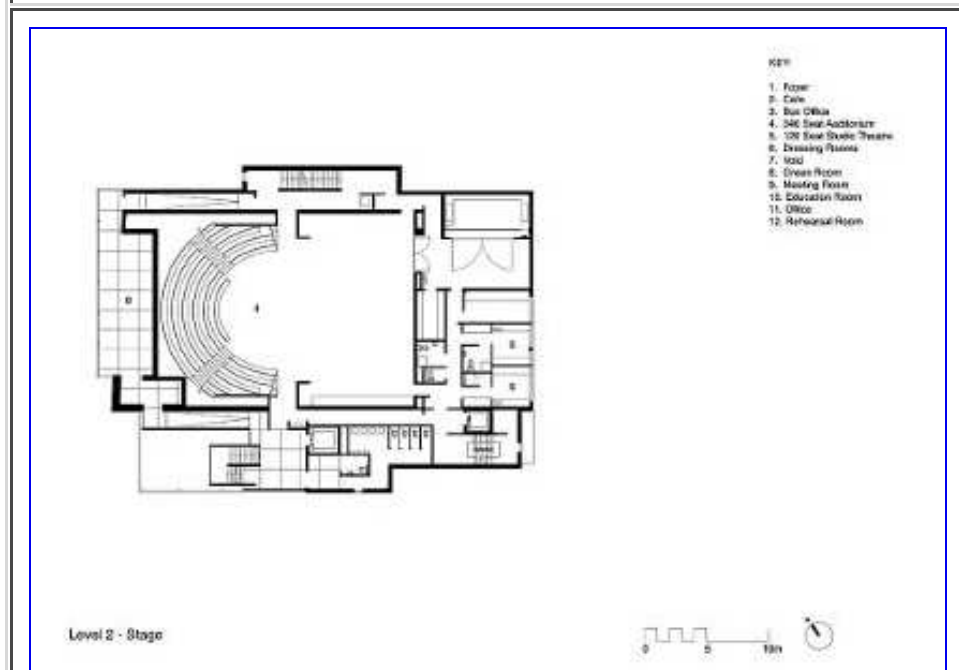 KEY
1. Foyer
2. Cafe
3. Box Office
4. 346 Seat Auditorium
5. 120 Seat Studio Theatre
6. Dressing Rooms
7. Void
8. Green Room
9. Meeting Room
10. Education Room
11. Office
12. Rehearsal Room
4
Level 2 - Stage
0 5 10m